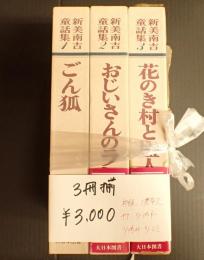 新美南吉
童話集1
ごん狐
新美南吉
童話集2
おじいさんのラ
新美南吉
童話集3
花のき村と
3冊揃
¥3,000
大日本図書
大日本図書